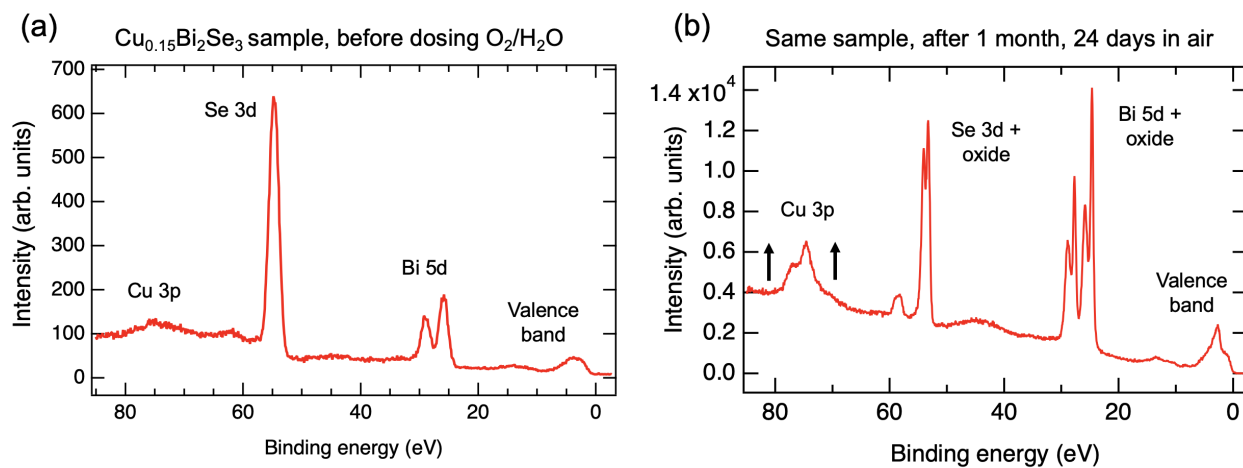 (a)
Cu₀.₁₅Bi₂Se₃ sample, before dosing O₂/H₂O
700
600
500
400
300
200
100
0
Intensity (arb. units)
Se 3d
Cu 3p
Bi 5d
Valence
band
80
60
40
20
0
Binding energy (eV)
(b)
Same sample, after 1 month, 24 days in air
1.4 x10⁴
1.2
1.0
0.8
0.6
0.4
0.2
0.0
Intensity (arb. units)
Se 3d +
oxide
Bi 5d +
oxide
Cu 3p
Valence
band
80
60
40
20
0
Binding energy (eV)